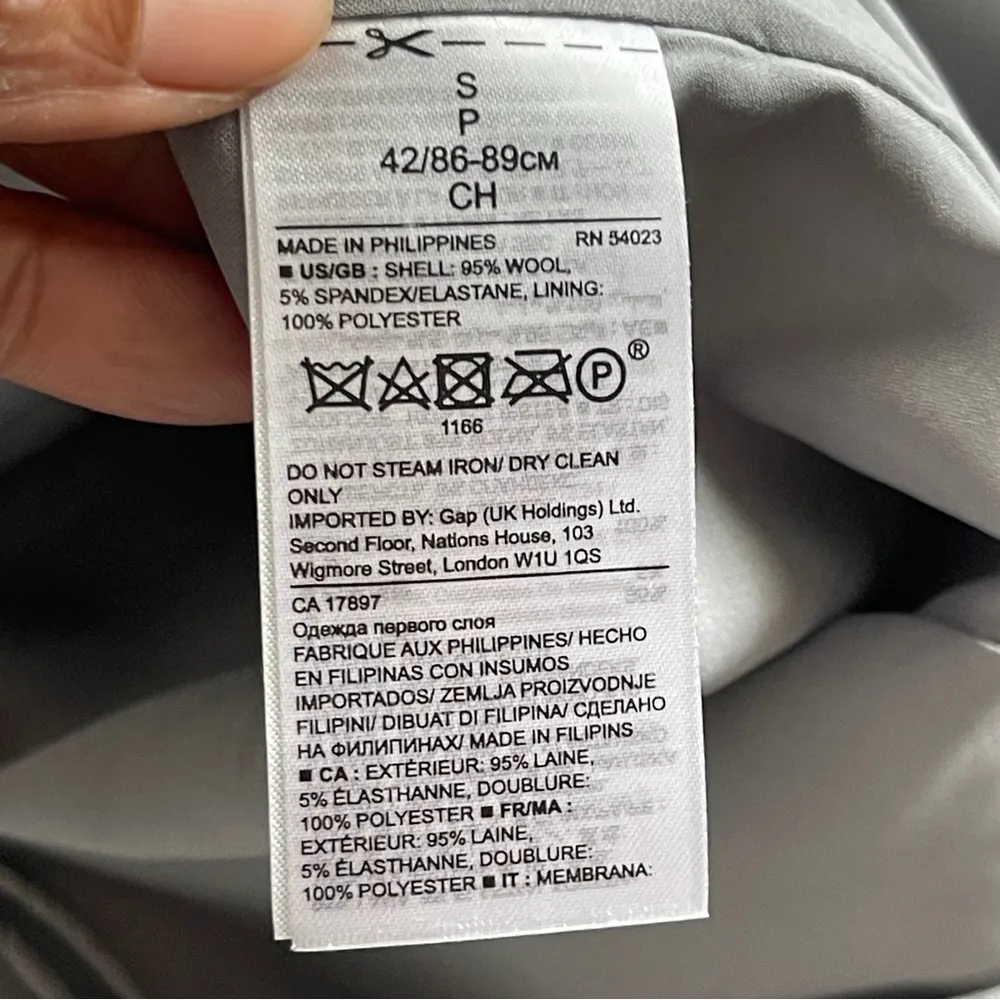 S
P
42/86-89CM
CH
MADE IN PHILIPPINES RN 54023
■ US/GB : SHELL: 95% WOOL,
5% SPANDEX/ELASTANE, LINING:
100% POLYESTER
P ®
1166
DO NOT STEAM IRON/ DRY CLEAN
ONLY
IMPORTED BY: Gap (UK Holdings) Ltd.
Second Floor, Nations House, 103
Wigmore Street, London W1U 1QS
CA 17897
Одежда первого слоя
FABRIQUE AUX PHILIPPINES/ HECHO
EN FILIPINAS CON INSUMOS
IMPORTADOS/ ZEMLJA PROIZVODNJE
FILIPINI/ DIBUAT DI FILIPINA/ СДЕЛАНО
НА ФИЛИПИНАХ/ MADE IN FILIPINS
■ CA : EXTÉRIEUR: 95% LAINE,
5% ÉLASTHANNE, DOUBLURE:
100% POLYESTER ■ FR/MA :
EXTÉRIEUR: 95% LAINE,
5% ÉLASTHANNE, DOUBLURE:
100% POLYESTER ■ IT : MEMBRANA: